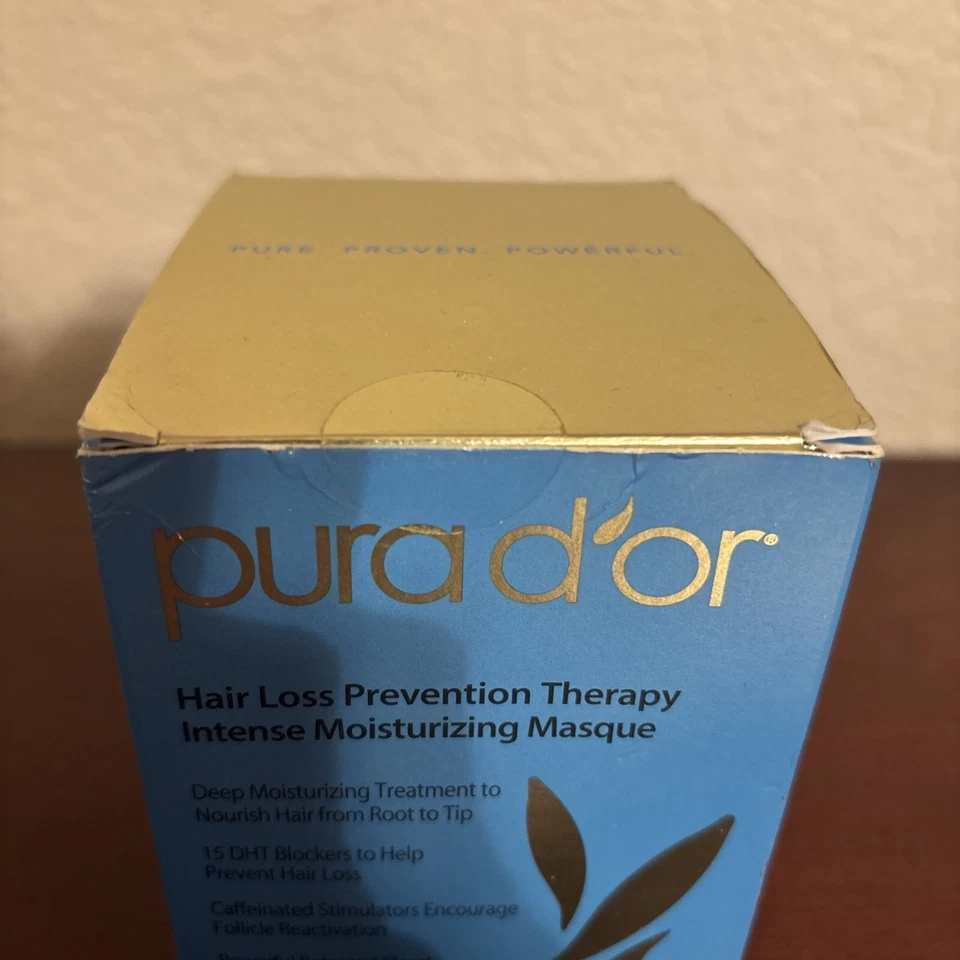 PURE. PROVEN. POWERFUL.
pura d'or®
Hair Loss Prevention Therapy
Intense Moisturizing Masque
Deep Moisturizing Treatment to
Nourish Hair from Root to Tip
15 DHT Blockers to Help
Prevent Hair Loss
Caffeinated Stimulators Encourage
Follicle Reactivation